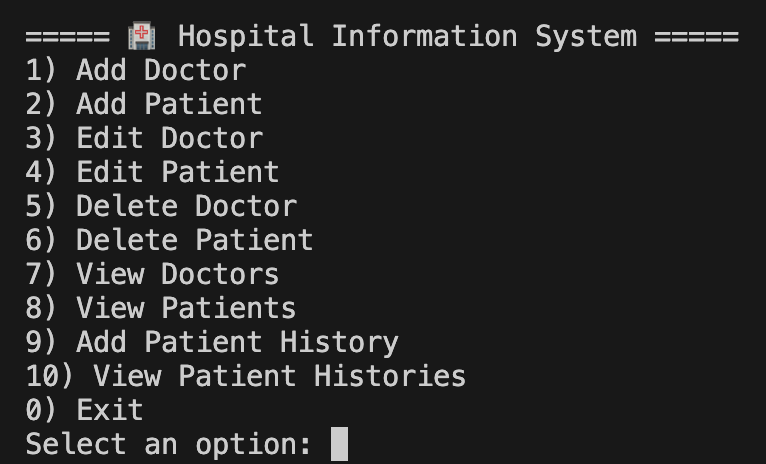 ===== 🏥 Hospital Information System =====
1) Add Doctor
2) Add Patient
3) Edit Doctor
4) Edit Patient
5) Delete Doctor
6) Delete Patient
7) View Doctors
8) View Patients
9) Add Patient History
10) View Patient Histories
0) Exit
Select an option: